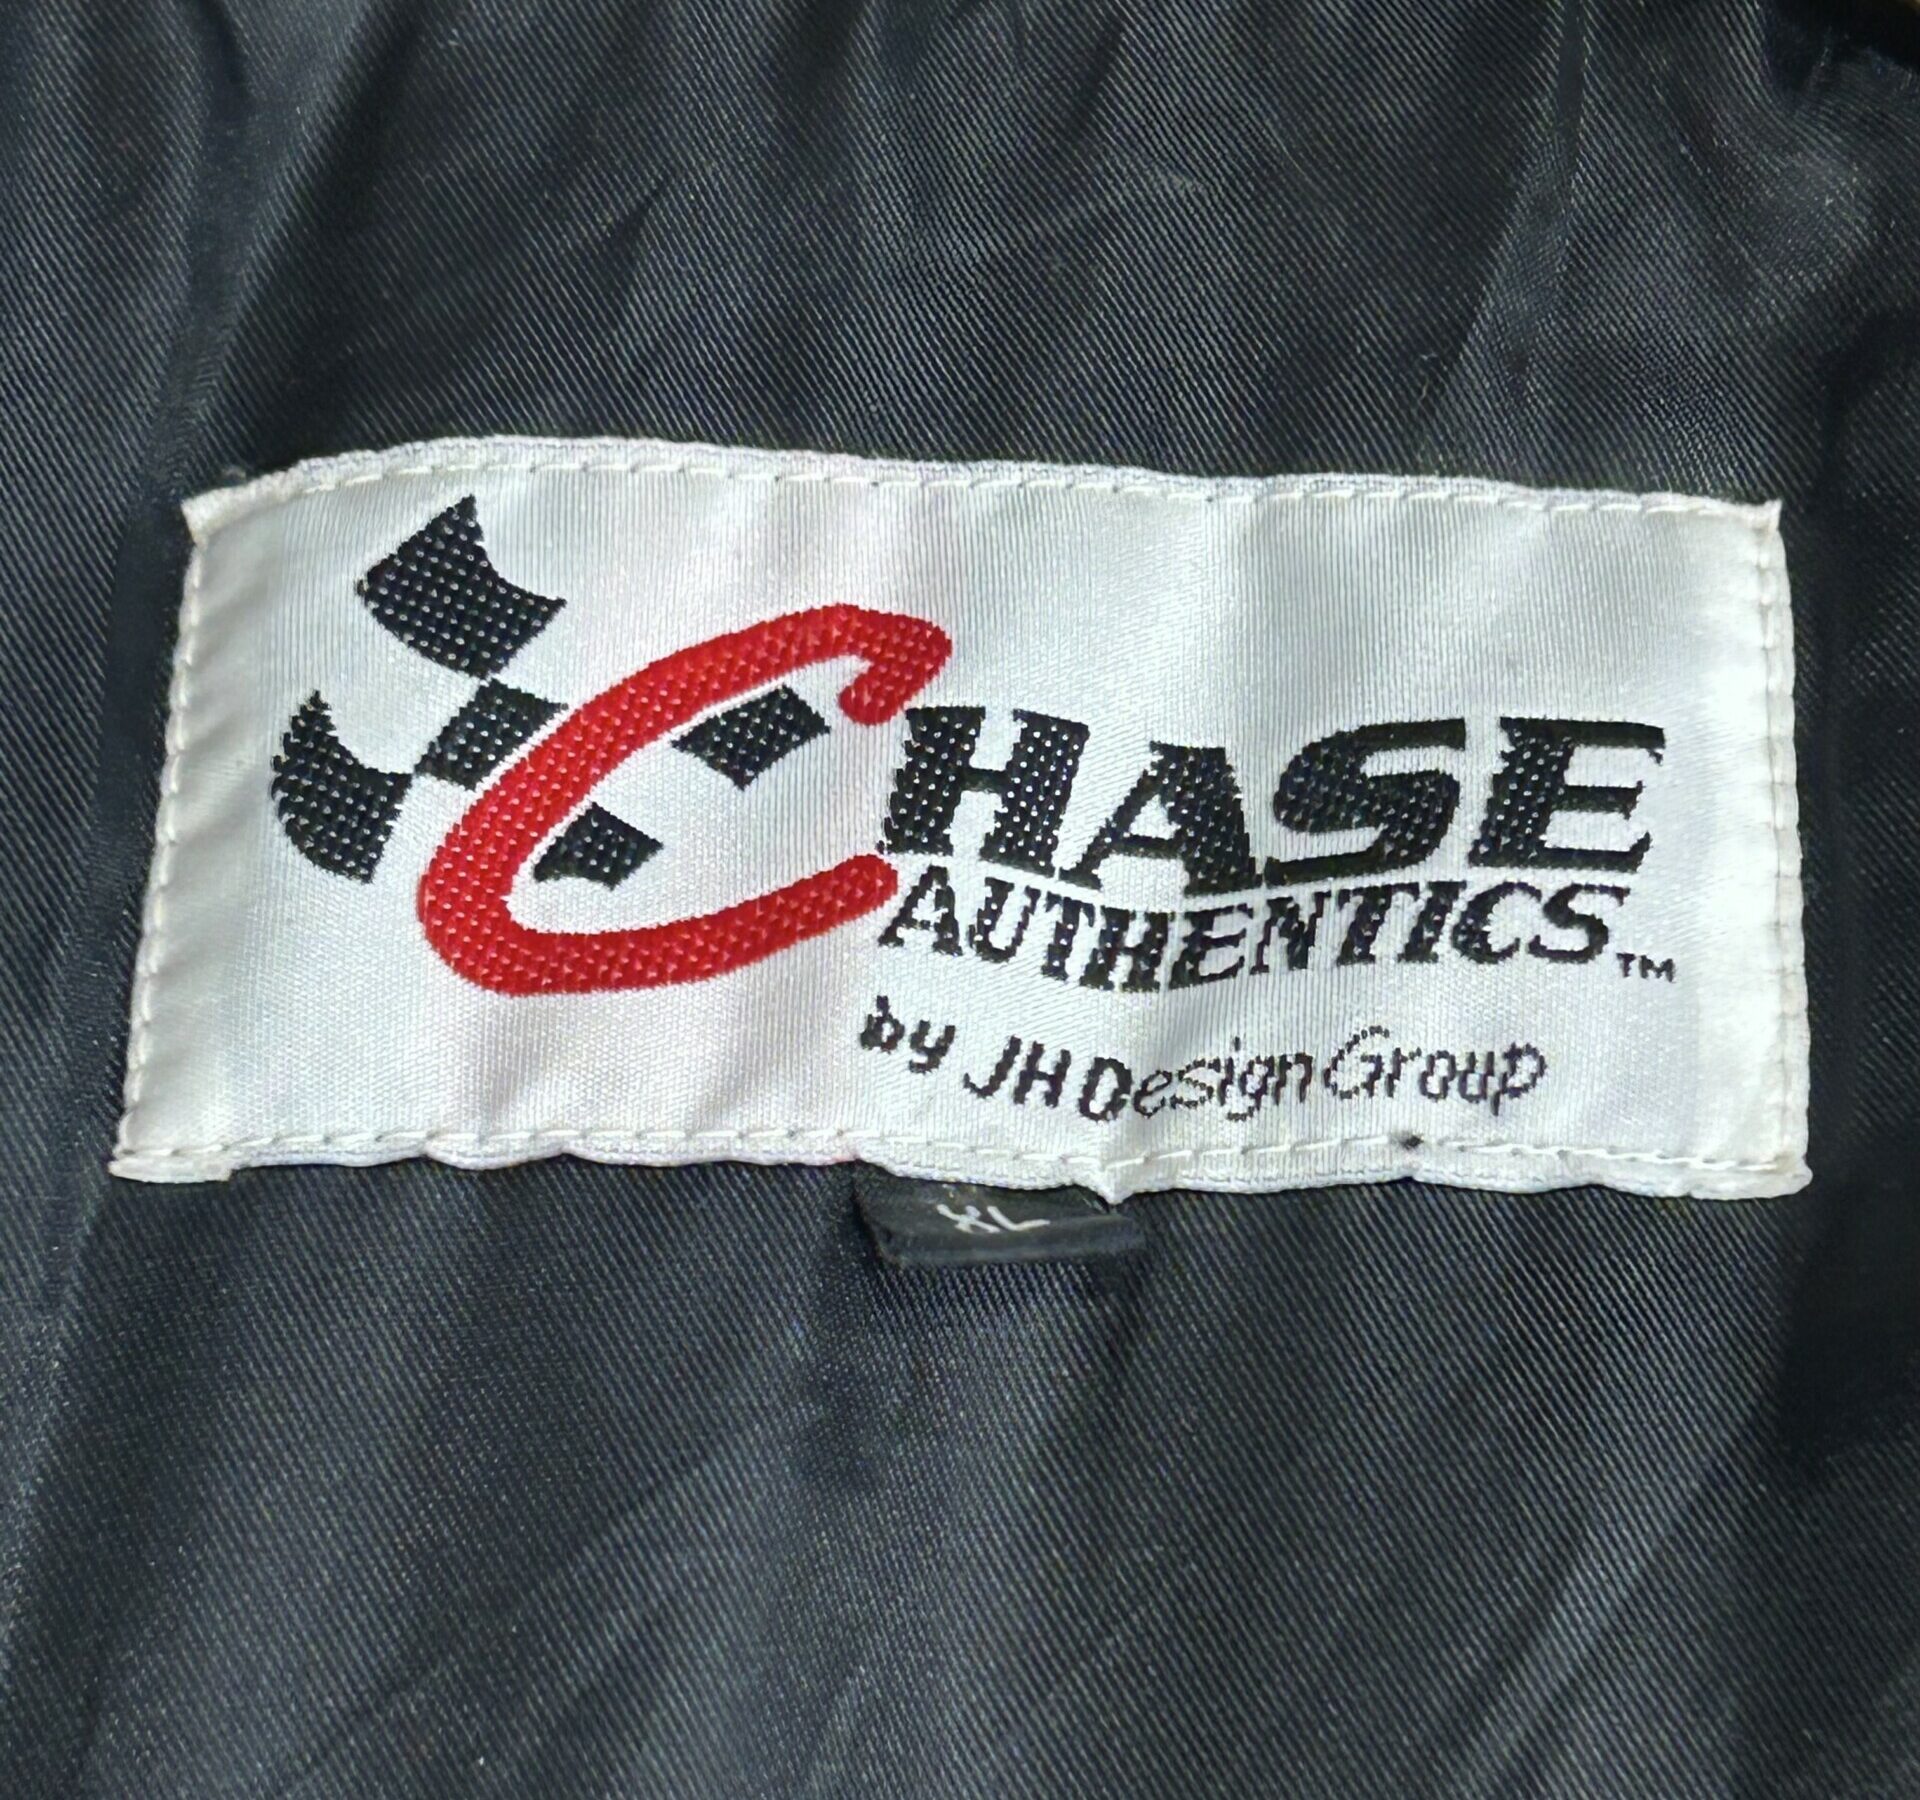 CHASE
AUTHENTICS™
by JH Design Group
XL